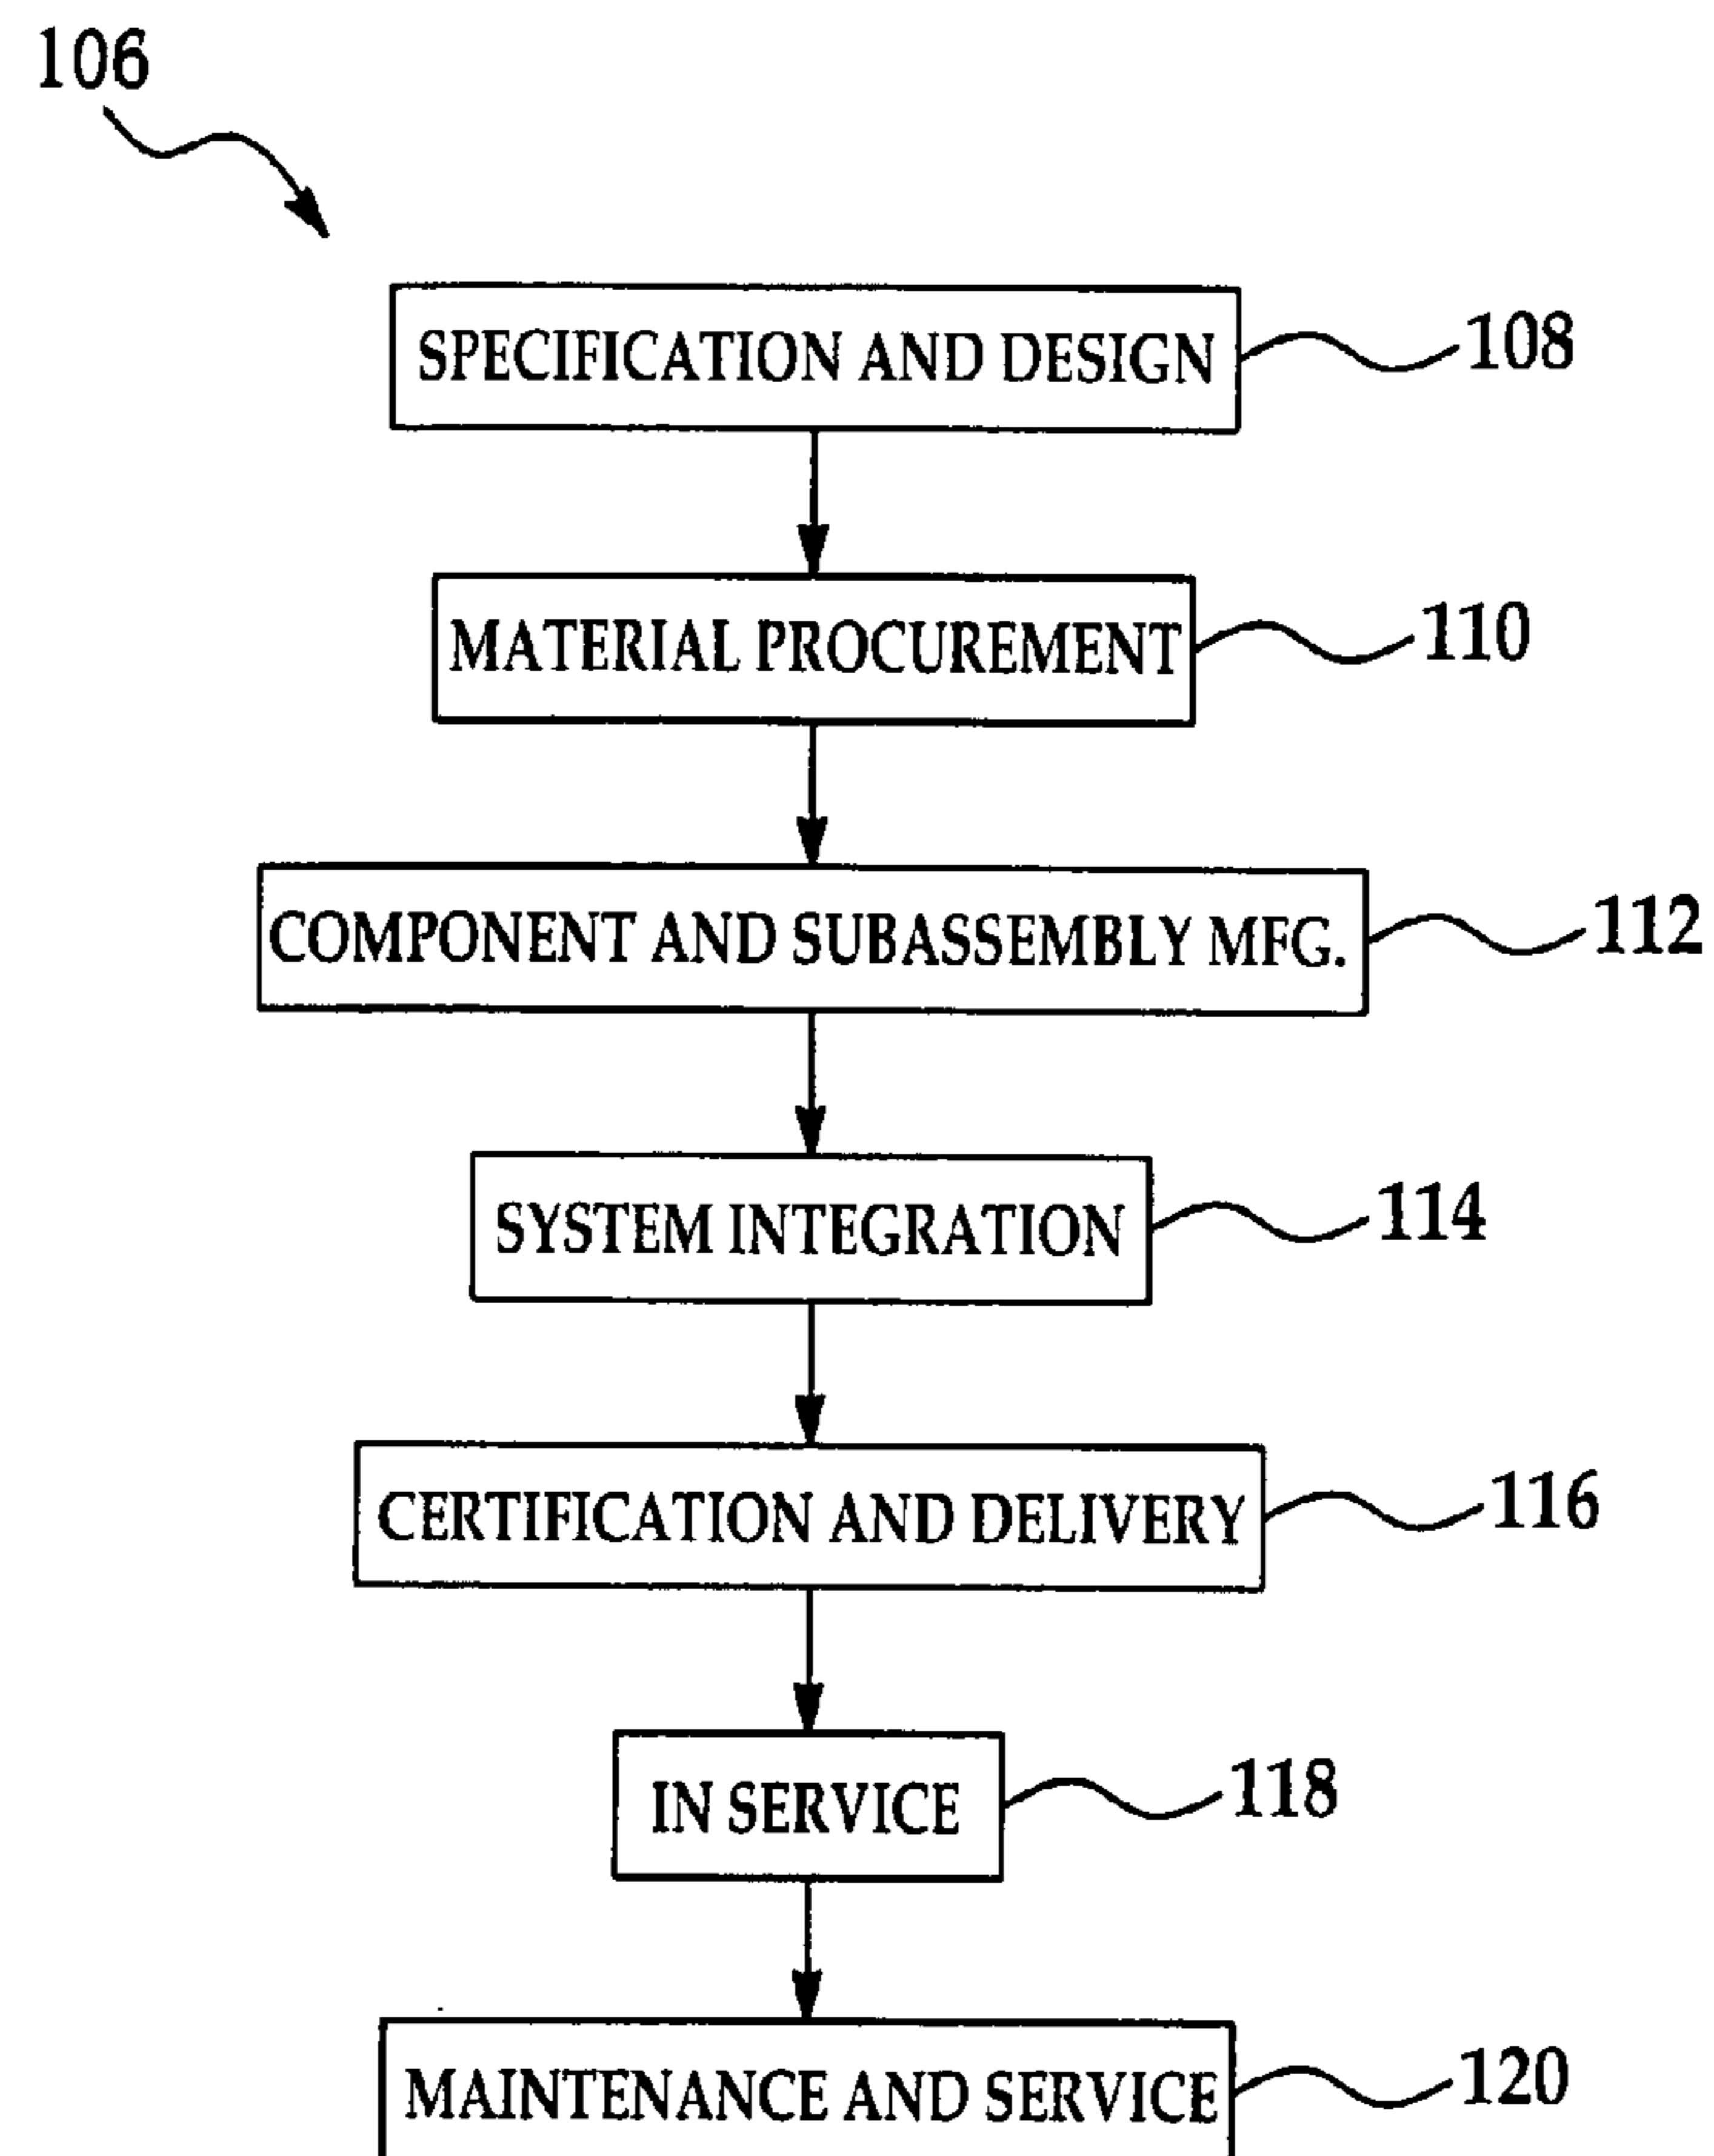 106
SPECIFICATION AND DESIGN 108
MATERIAL PROCUREMENT 110
COMPONENT AND SUBASSEMBLY MFG. 112
SYSTEM INTEGRATION 114
CERTIFICATION AND DELIVERY 116
IN SERVICE 118
MAINTENANCE AND SERVICE 120